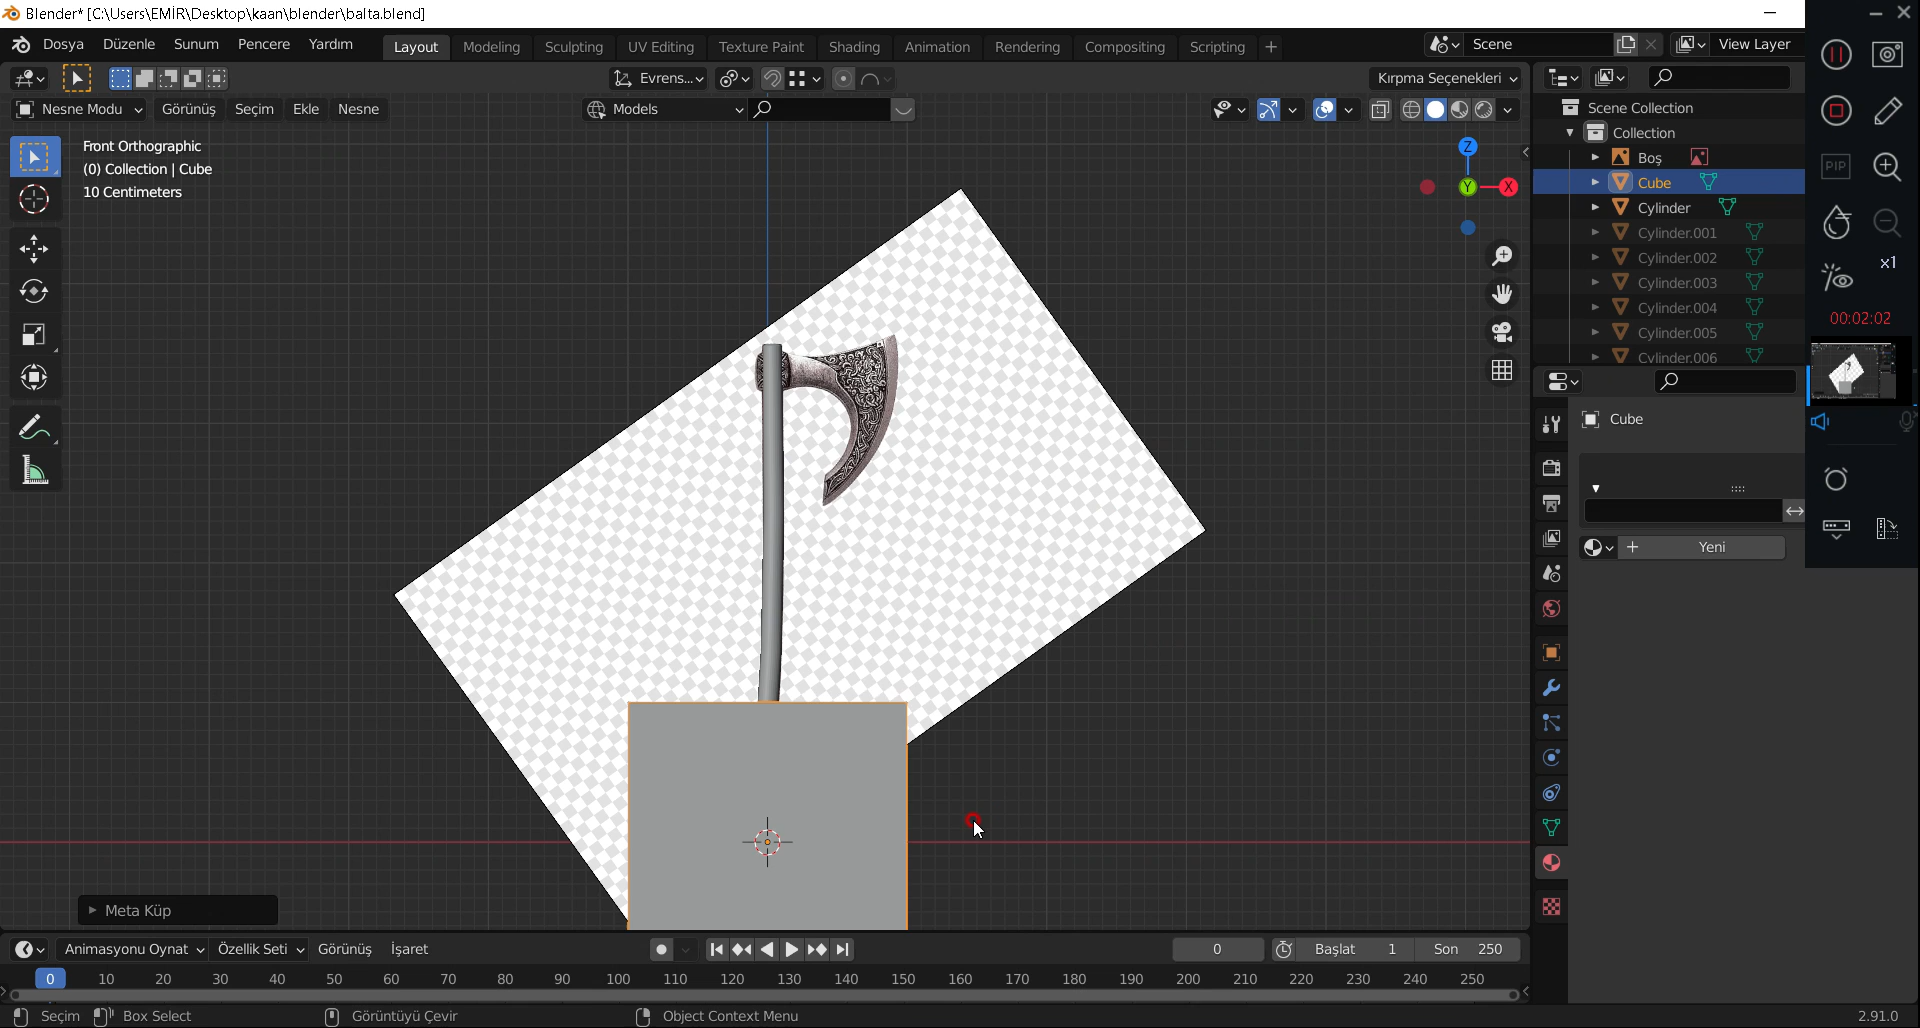 Blender* [C:\Users\EMİR\Desktop\kaan\blender\balta.blend]
Dosya Düzenle Sunum Pencere Yardım Layout Modeling Sculpting UV Editing Texture Paint Shading Animation Rendering Compositing Scripting + Scene View Layer
Evrens... Kırpma Seçenekleri
Nesne Modu Görünüş Seçim Ekle Nesne Models
Front Orthographic
(0) Collection | Cube
10 Centimeters
Z
Y
X
Scene Collection
Collection
Boş
Cube
Cylinder
Cylinder.001
Cylinder.002
Cylinder.003
Cylinder.004
Cylinder.005
Cylinder.006
PIP
x1
00:02:02
Cube
+ Yeni
Meta Küp
Animasyonu Oynat Özellik Seti Görünüş İşaret 0 Başlat 1 Son 250
0 10 20 30 40 50 60 70 80 90 100 110 120 130 140 150 160 170 180 190 200 210 220 230 240 250
Seçim Box Select Görüntüyü Çevir Object Context Menu 2.91.0